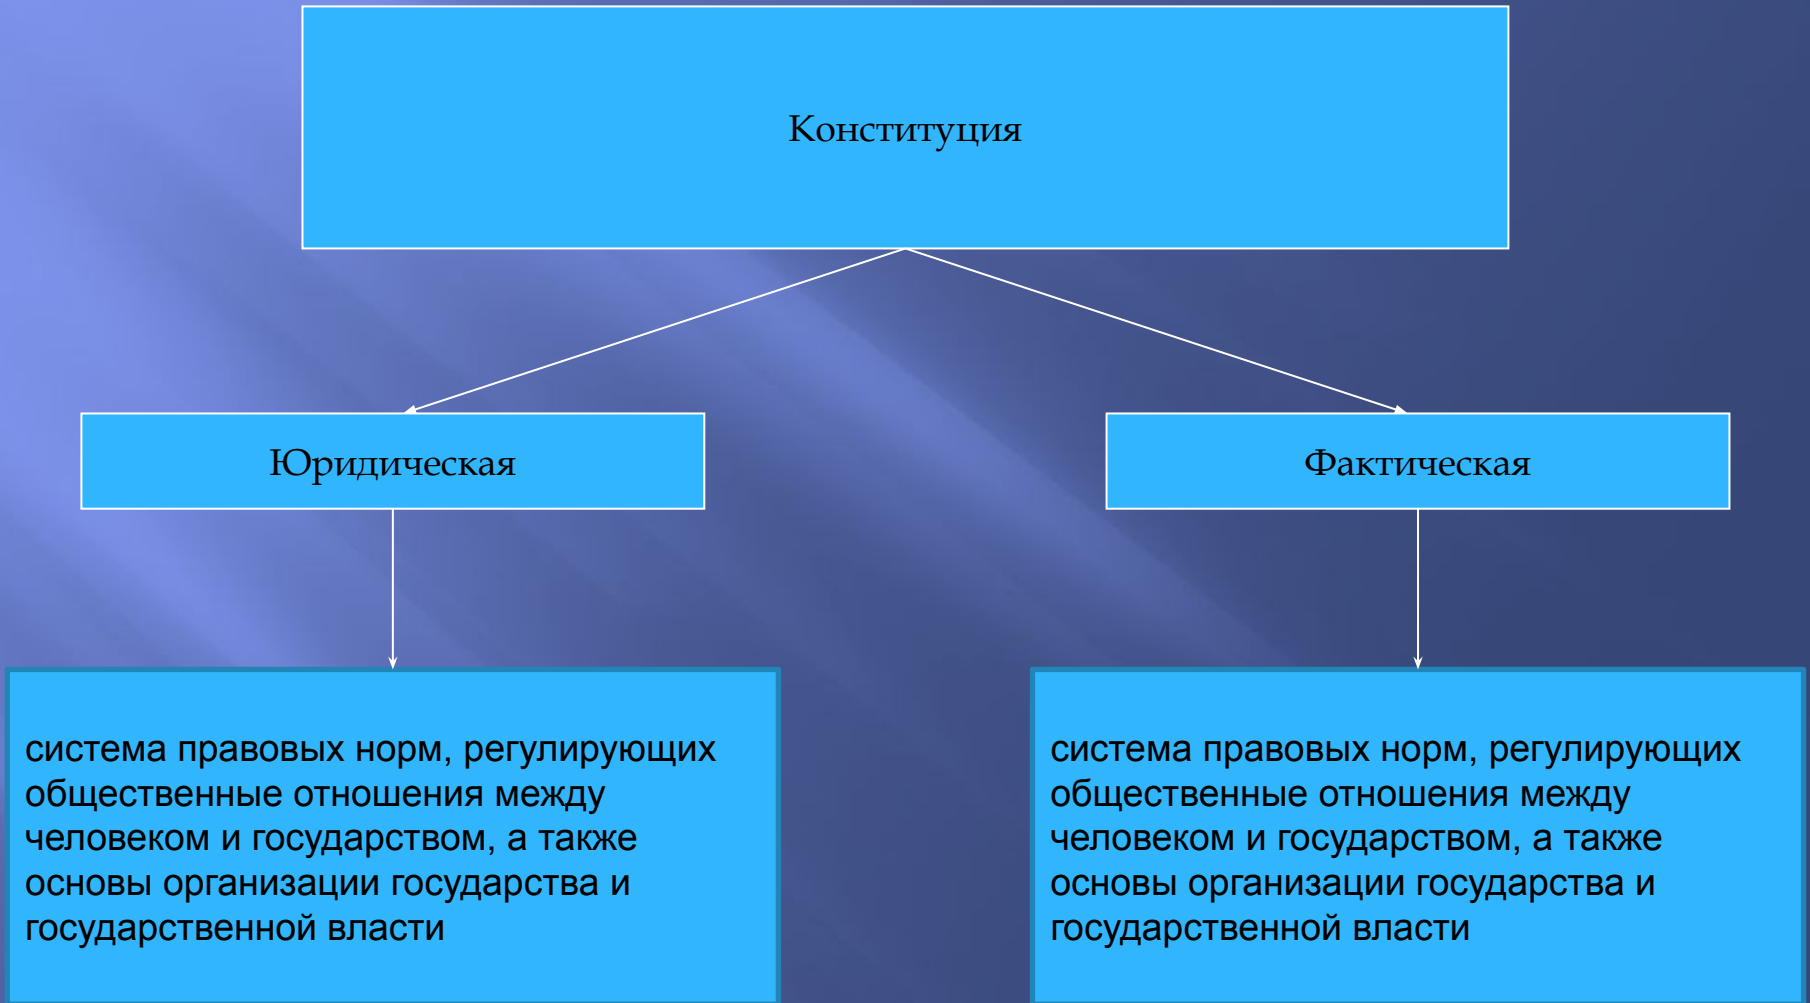 Конституция
Юридическая
Фактическая
система правовых норм, регулирующих
общественные отношения между
человеком и государством, а также
основы организации государства и
государственной власти
система правовых норм, регулирующих
общественные отношения между
человеком и государством, а также
основы организации государства и
государственной власти